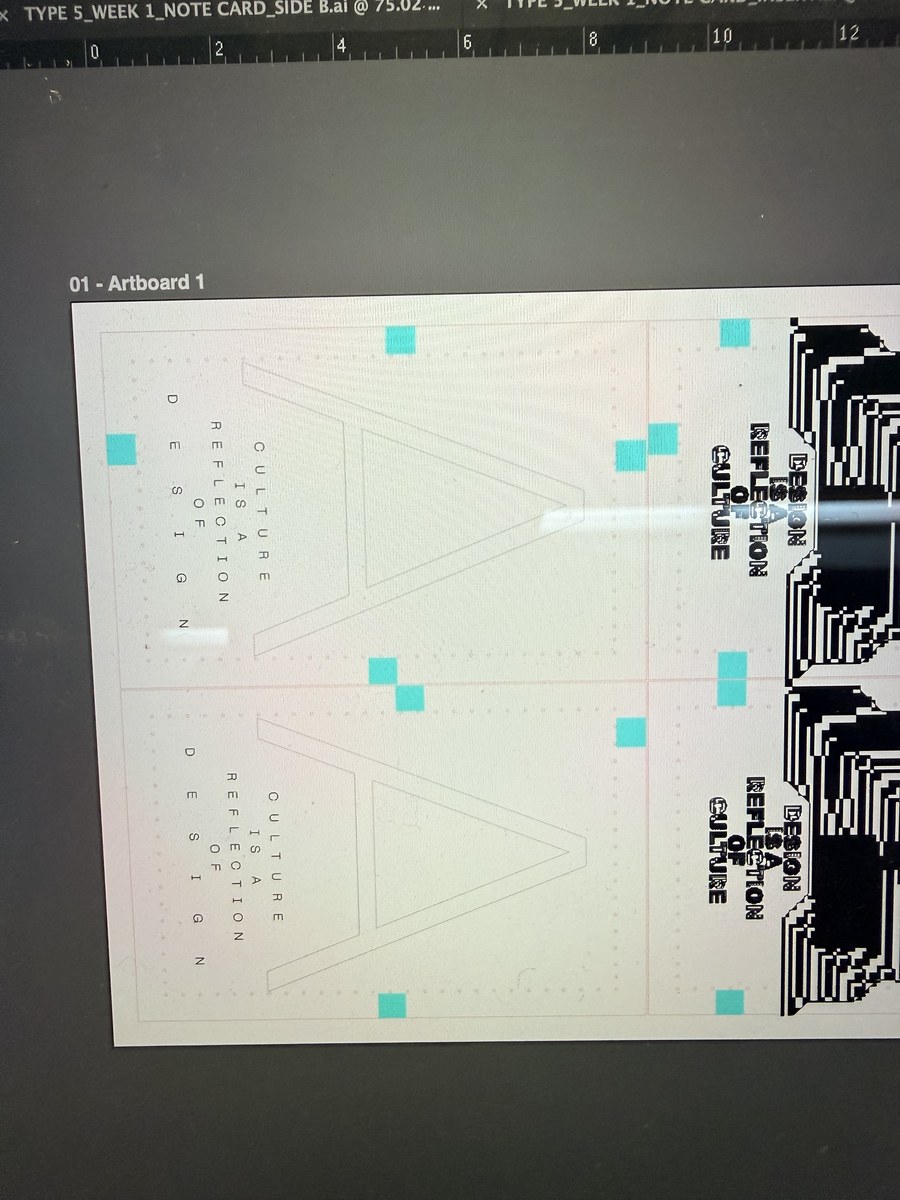 TYPE 5_WEEK 1_NOTE CARD_SIDE B.ai @ 75.02 ...
0 2 4 6 8 10 12
01 - Artboard 1
A
CULTURE
IS A
REFLECTION
OF
DESIGN
DESIGN
IS A
REFLECTION
OF
CULTURE
A
CULTURE
IS A
REFLECTION
OF
DESIGN
DESIGN
IS A
REFLECTION
OF
CULTURE